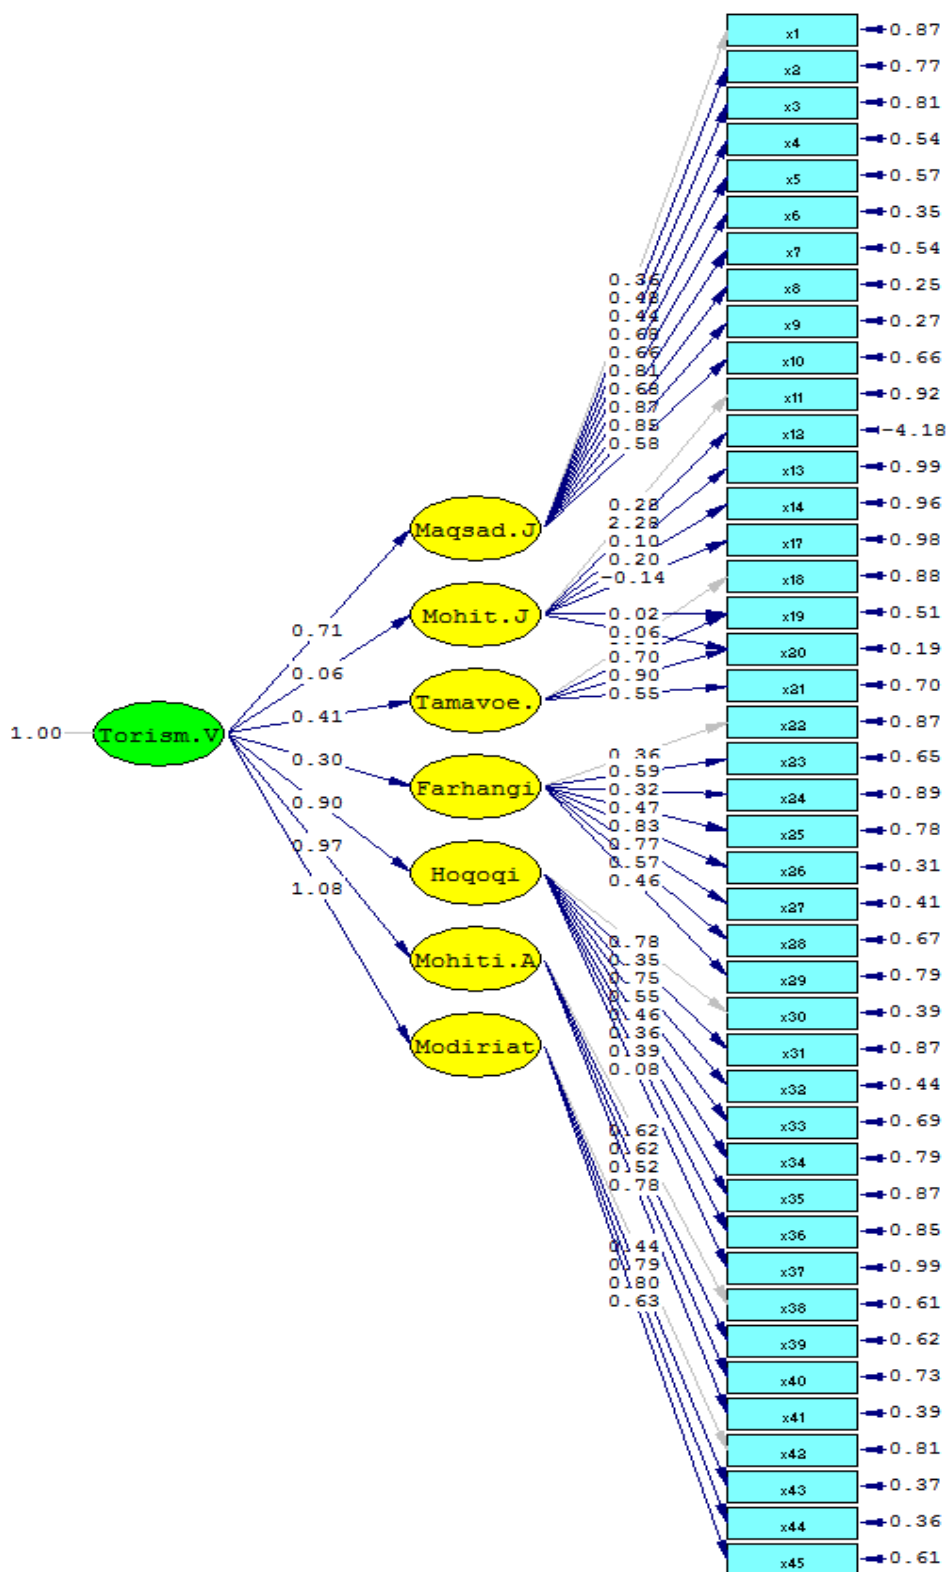 x1 0.87
x2 0.77
x3 0.81
x4 0.54
x5 0.57
x6 0.35
x7 0.54
x8 0.25
x9 0.27
x10 0.66
x11 0.92
x12 -4.18
x13 0.99
x14 0.96
x17 0.98
x18 0.88
x19 0.51
x20 0.19
x21 0.70
x22 0.87
x23 0.65
x24 0.89
x25 0.78
x26 0.31
x27 0.41
x28 0.67
x29 0.79
x30 0.39
x31 0.87
x32 0.44
x33 0.69
x34 0.79
x35 0.87
x36 0.85
x37 0.99
x38 0.61
x39 0.62
x40 0.73
x41 0.39
x42 0.81
x43 0.37
x44 0.36
x45 0.61
0.36
0.48
0.44
0.68
0.66
0.81
0.68
0.87
0.85
0.58
0.28
2.28
0.10
0.20
-0.14
0.02
0.06
0.70
0.90
0.55
0.36
0.59
0.32
0.47
0.83
0.77
0.57
0.46
0.78
0.35
0.75
0.55
0.46
0.36
0.39
0.08
0.62
0.62
0.52
0.78
0.44
0.79
0.80
0.63
Maqsad.J
Mohit.J
Tamavoe.
Farhangi
Hoqoqi
Mohiti.A
Modiriat
0.71
0.06
0.41
0.30
0.90
0.97
1.08
1.00
Torism.V